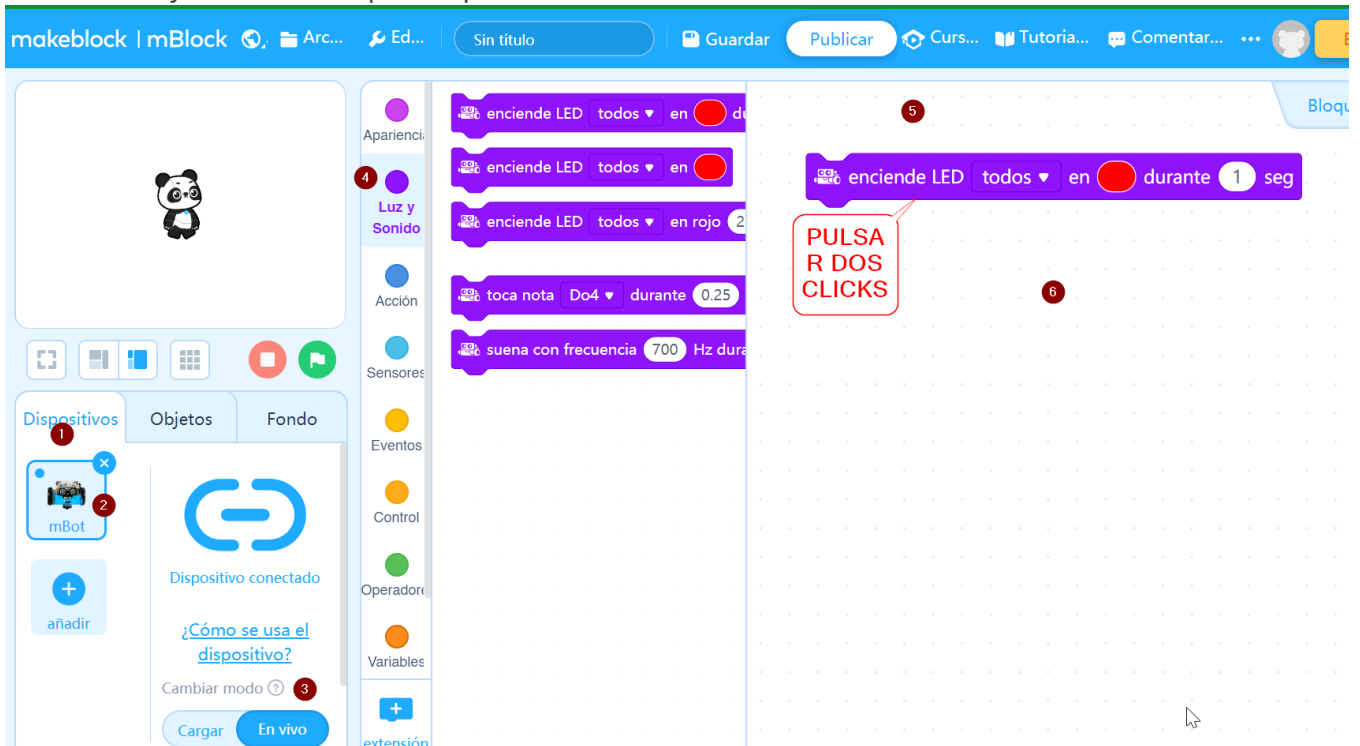 makeblock | mBlock
Arc...
Ed...
Sin título
Guardar
Publicar
Curs...
Tutoria...
Comentar...
...
Bloqu
5
Apariencia
4
Luz y
Sonido
Acción
Sensores
Eventos
Control
Operadore
Variables
+
extensión
enciende LED todos ▾ en du
enciende LED todos ▾ en
enciende LED todos ▾ en rojo 2
toca nota Do4 ▾ durante 0.25
suena con frecuencia 700 Hz dura
enciende LED todos ▾ en durante 1 seg
PULSA
R DOS
CLICKS
6
Dispositivos
Objetos
Fondo
1
2
mBot
+
añadir
Dispositivo conectado
¿Cómo se usa el
dispositivo?
Cambiar modo ? 3
Cargar
En vivo